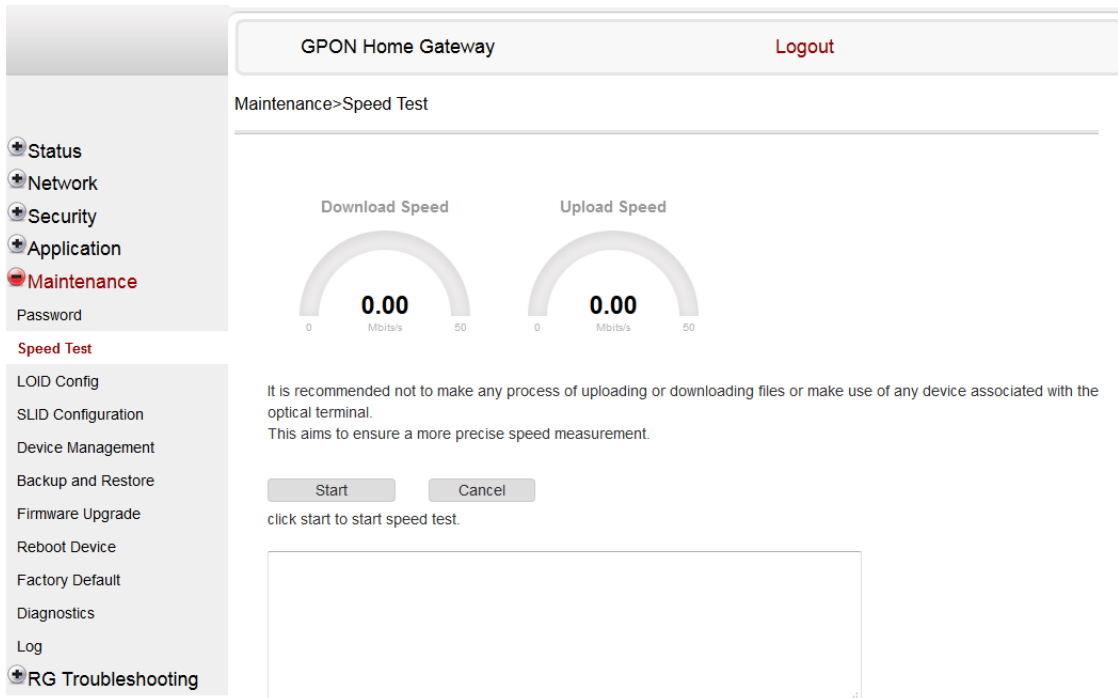 GPON Home Gateway
Logout
Maintenance>Speed Test
Status
Network
Security
Application
Maintenance
Password
Speed Test
LOID Config
SLID Configuration
Device Management
Backup and Restore
Firmware Upgrade
Reboot Device
Factory Default
Diagnostics
Log
RG Troubleshooting
Download Speed
0.00
0
Mbits/s
50
Upload Speed
0.00
0
Mbits/s
50
It is recommended not to make any process of uploading or downloading files or make use of any device associated with the
optical terminal.
This aims to ensure a more precise speed measurement.
Start
Cancel
click start to start speed test.